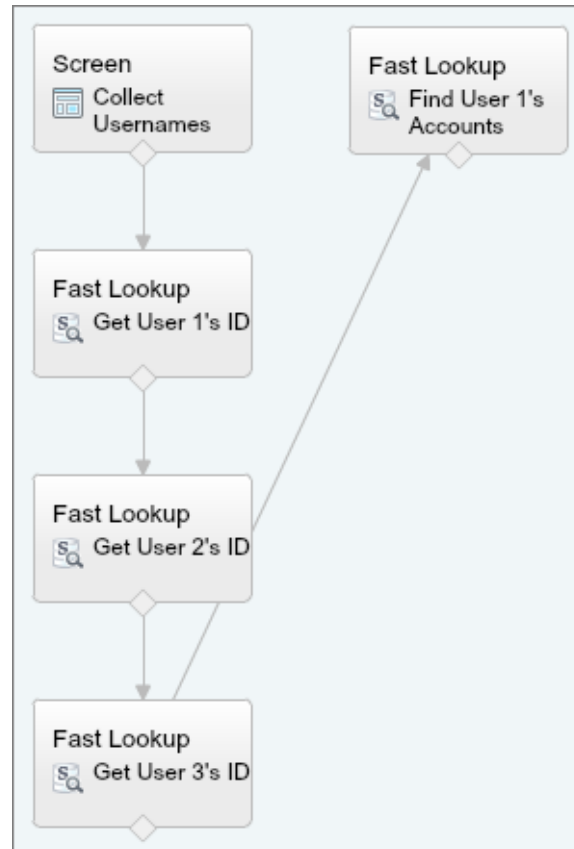 Screen
Collect
Usernames
Fast Lookup
Get User 1's ID
Fast Lookup
Get User 2's ID
Fast Lookup
Get User 3's ID
Fast Lookup
Find User 1's
Accounts